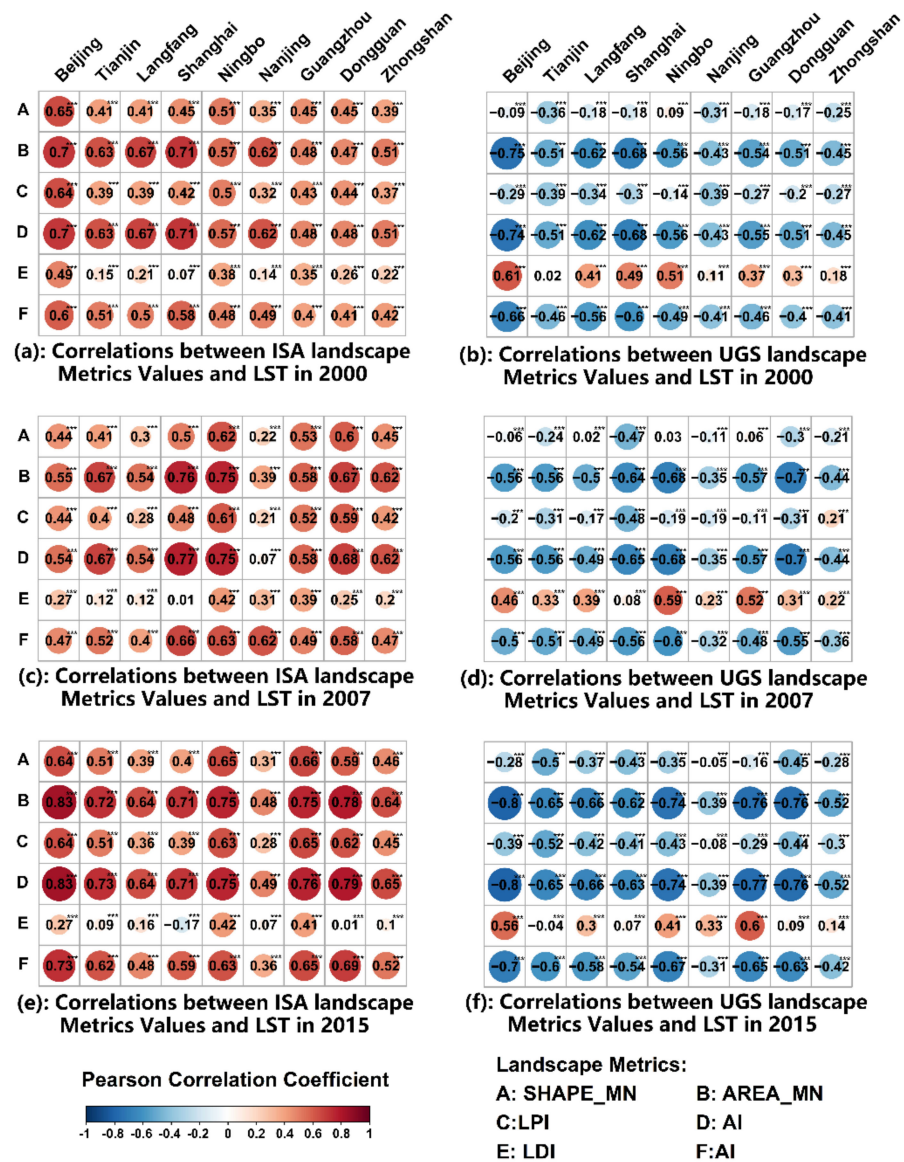 Beijing Tianjin Langfang Shanghai Ningbo Nanjing Guangzhou Dongguan Zhongshan
A 0.65*** 0.41*** 0.41*** 0.45*** 0.51*** 0.35*** 0.45*** 0.45*** 0.39***
B 0.7*** 0.63*** 0.67*** 0.71*** 0.57*** 0.62*** 0.48*** 0.47*** 0.51***
C 0.64*** 0.39*** 0.39*** 0.42*** 0.5*** 0.32*** 0.43*** 0.44*** 0.37***
D 0.7*** 0.63*** 0.67*** 0.71*** 0.57*** 0.62*** 0.48*** 0.48*** 0.51***
E 0.49*** 0.15*** 0.21*** 0.07*** 0.38*** 0.14*** 0.35*** 0.26*** 0.22***
F 0.6*** 0.51*** 0.5*** 0.58*** 0.48*** 0.49*** 0.4*** 0.41*** 0.42***
(a): Correlations between ISA landscape
Metrics Values and LST in 2000
Beijing Tianjin Langfang Shanghai Ningbo Nanjing Guangzhou Dongguan Zhongshan
−0.09*** −0.36*** −0.18*** −0.18*** 0.09*** −0.31*** −0.18*** −0.17*** −0.25***
−0.75*** −0.51*** −0.62*** −0.68*** −0.56*** −0.43*** −0.54*** −0.51*** −0.45***
−0.29*** −0.39*** −0.34*** −0.3*** −0.14*** −0.39*** −0.27*** −0.2*** −0.27***
−0.74*** −0.51*** −0.62*** −0.68*** −0.56*** −0.43*** −0.55*** −0.51*** −0.45***
0.61*** 0.02 0.41*** 0.49*** 0.51*** 0.11*** 0.37*** 0.3*** 0.18***
−0.66*** −0.46*** −0.56*** −0.6*** −0.49*** −0.41*** −0.46*** −0.4*** −0.41***
(b): Correlations between UGS landscape
Metrics Values and LST in 2000
A 0.44*** 0.41*** 0.3*** 0.5*** 0.62*** 0.22*** 0.53*** 0.6*** 0.45***
B 0.55*** 0.67*** 0.54*** 0.76*** 0.75*** 0.39*** 0.58*** 0.67*** 0.62***
C 0.44*** 0.4*** 0.28*** 0.48*** 0.61*** 0.21*** 0.52*** 0.59*** 0.42***
D 0.54*** 0.67*** 0.54*** 0.77*** 0.75*** 0.07*** 0.58*** 0.68*** 0.62***
E 0.27*** 0.12*** 0.12*** 0.01 0.42*** 0.31*** 0.39*** 0.25*** 0.2***
F 0.47*** 0.52*** 0.4*** 0.66*** 0.63*** 0.62*** 0.49*** 0.58*** 0.47***
(c): Correlations between ISA landscape
Metrics Values and LST in 2007
−0.06*** −0.24*** 0.02*** −0.47*** 0.03 −0.11*** 0.06*** −0.3*** −0.21***
−0.56*** −0.56*** −0.5*** −0.64*** −0.68*** −0.35*** −0.57*** −0.7*** −0.44***
−0.2*** −0.31*** −0.17*** −0.48*** −0.19*** −0.19*** −0.11*** −0.31*** 0.21***
−0.56*** −0.56*** −0.49*** −0.65*** −0.68*** −0.35*** −0.57*** −0.7*** −0.44***
0.46*** 0.33*** 0.39*** 0.08*** 0.59*** 0.23*** 0.52*** 0.31*** 0.22***
−0.5*** −0.51*** −0.49*** −0.56*** −0.6*** −0.32*** −0.48*** −0.55*** −0.36***
(d): Correlations between UGS landscape
Metrics Values and LST in 2007
A 0.64*** 0.51*** 0.39*** 0.4*** 0.65*** 0.31*** 0.66*** 0.59*** 0.46***
B 0.83*** 0.72*** 0.64*** 0.71*** 0.75*** 0.48*** 0.75*** 0.78*** 0.64***
C 0.64*** 0.51*** 0.36*** 0.39*** 0.63*** 0.28*** 0.65*** 0.62*** 0.45***
D 0.83*** 0.73*** 0.64*** 0.71*** 0.75*** 0.49*** 0.76*** 0.79*** 0.65***
E 0.27*** 0.09*** 0.16*** −0.17*** 0.42*** 0.07*** 0.41*** 0.01*** 0.1***
F 0.73*** 0.62*** 0.48*** 0.59*** 0.63*** 0.36*** 0.65*** 0.69*** 0.52***
(e): Correlations between ISA landscape
Metrics Values and LST in 2015
−0.28*** −0.5*** −0.37*** −0.43*** −0.35*** −0.05*** −0.16*** −0.45*** −0.28***
−0.8*** −0.65*** −0.66*** −0.62*** −0.74*** −0.39*** −0.76*** −0.76*** −0.52***
−0.39*** −0.52*** −0.42*** −0.41*** −0.43*** −0.08*** −0.29*** −0.44*** −0.3***
−0.8*** −0.65*** −0.66*** −0.63*** −0.74*** −0.39*** −0.77*** −0.76*** −0.52***
0.56*** −0.04*** 0.3*** 0.07*** 0.41*** 0.33*** 0.6*** 0.09*** 0.14***
−0.7*** −0.6*** −0.58*** −0.54*** −0.67*** −0.31*** −0.65*** −0.63*** −0.42***
(f): Correlations between UGS landscape
Metrics Values and LST in 2015
Pearson Correlation Coefficient
-1 -0.8 -0.6 -0.4 -0.2 0 0.2 0.4 0.6 0.8 1
Landscape Metrics:
A: SHAPE_MN B: AREA_MN
C:LPI D: AI
E: LDI F:AI